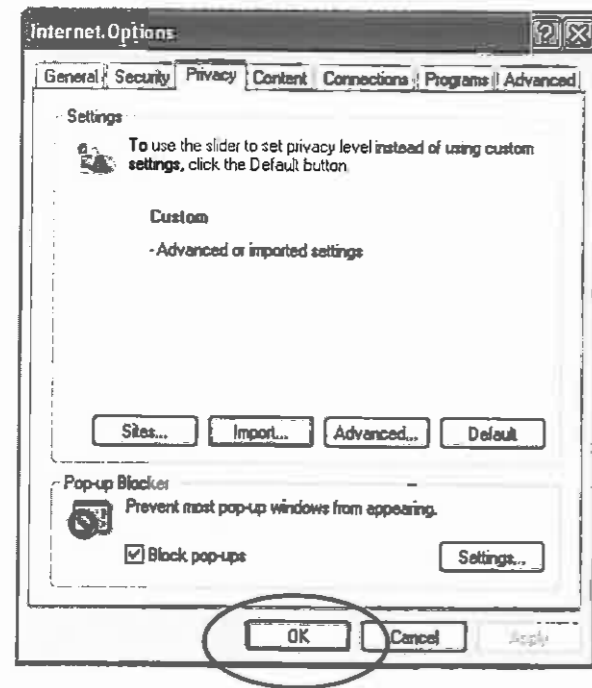 Internet Options
General Security Privacy Content Connections Programs Advanced
Settings
To use the slider to set privacy level instead of using custom
settings, click the Default button.
Custom
- Advanced or imported settings
Sites... Import... Advanced... Default
Pop-up Blocker
Prevent most pop-up windows from appearing.
Block pop-ups
Settings...
OK Cancel Apply